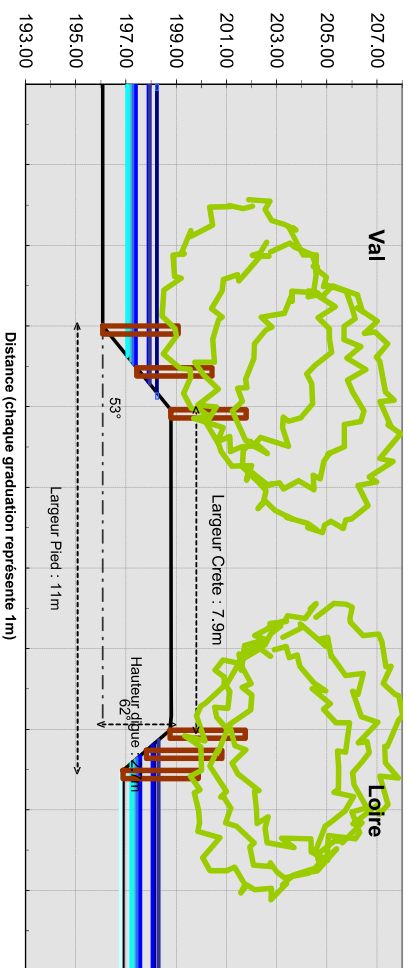 207.00
205.00
203.00
201.00
199.00
197.00
195.00
193.00
Val
Loire
Largeur Crete : 7.9m
Hauteur digue : 2.7m
53°
62°
Largeur Pied : 11m
Distance (chaque graduation représente 1m)